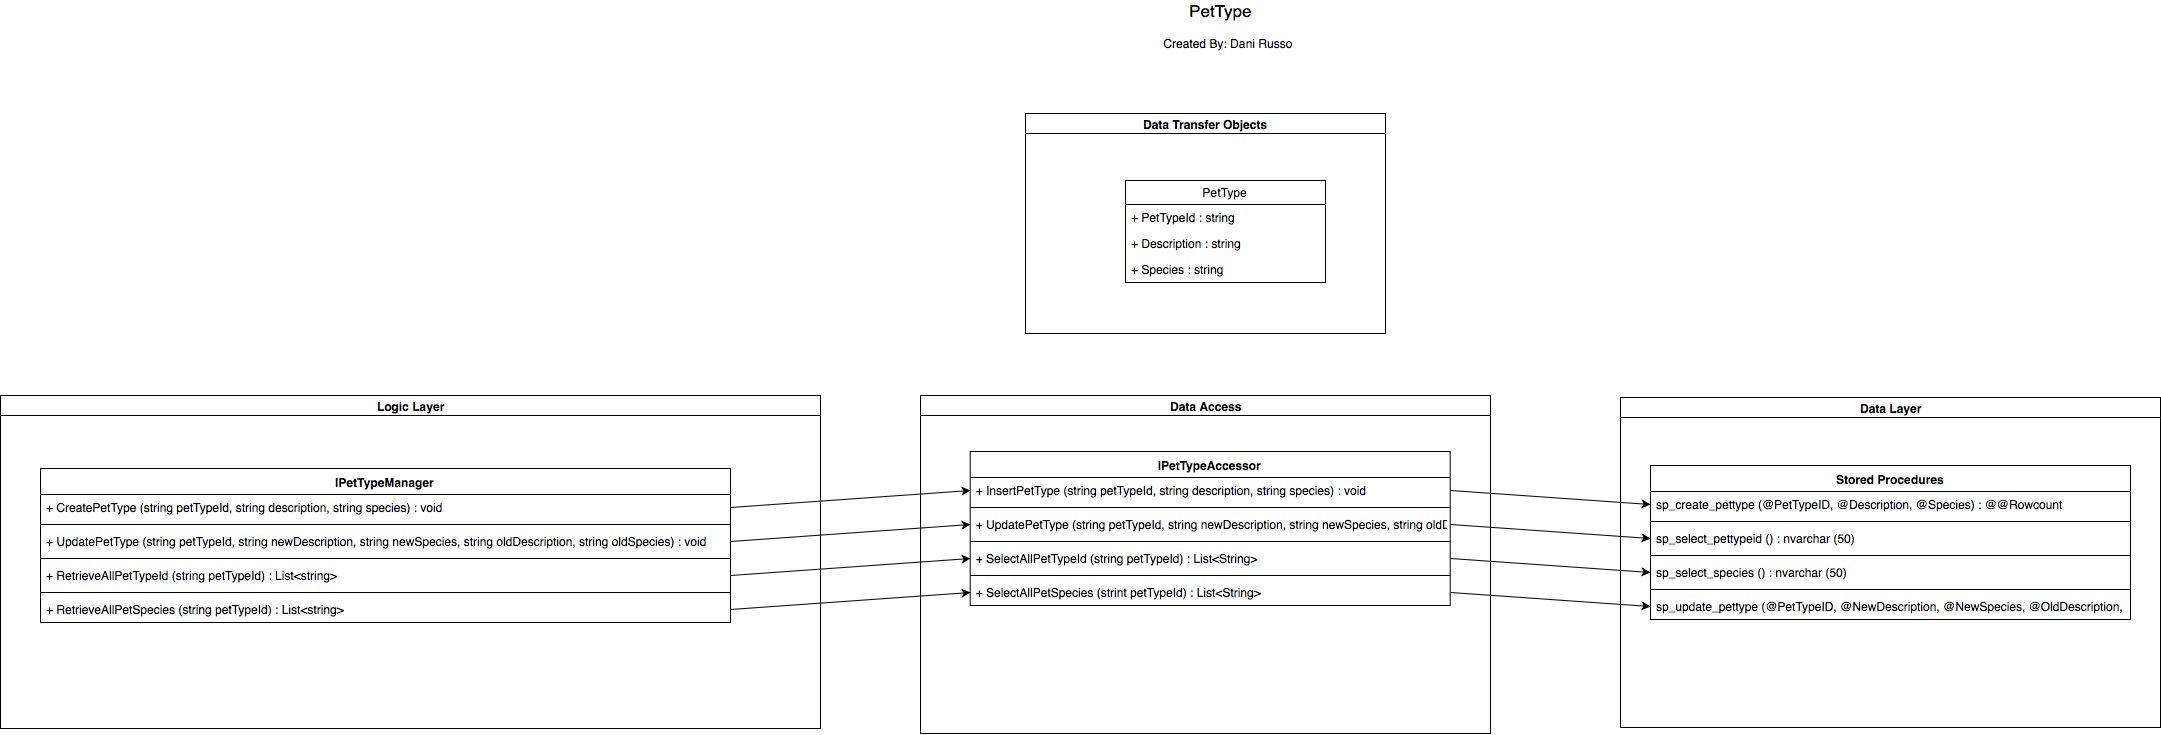 PetType
Created By: Dani Russo
Data Transfer Objects
PetType
+ PetTypeId : string
+ Description : string
+ Species : string
Logic Layer
IPetTypeManager
+ CreatePetType (string petTypeId, string description, string species) : void
+ UpdatePetType (string petTypeId, string newDescription, string newSpecies, string oldDescription, string oldSpecies) : void
+ RetrieveAllPetTypeId (string petTypeId) : List<string>
+ RetrieveAllPetSpecies (string petTypeId) : List<string>
Data Access
IPetTypeAccessor
+ InsertPetType (string petTypeId, string description, string species) : void
+ UpdatePetType (string petTypeId, string newDescription, string newSpecies, string old
+ SelectAllPetTypeId (string petTypeId) : List<String>
+ SelectAllPetSpecies (strint petTypeId) : List<String>
Data Layer
Stored Procedures
sp_create_pettype (@PetTypeID, @Description, @Species) : @@Rowcount
sp_select_pettypeid () : nvarchar (50)
sp_select_species () : nvarchar (50)
sp_update_pettype (@PetTypeID, @NewDescription, @NewSpecies, @OldDescription,